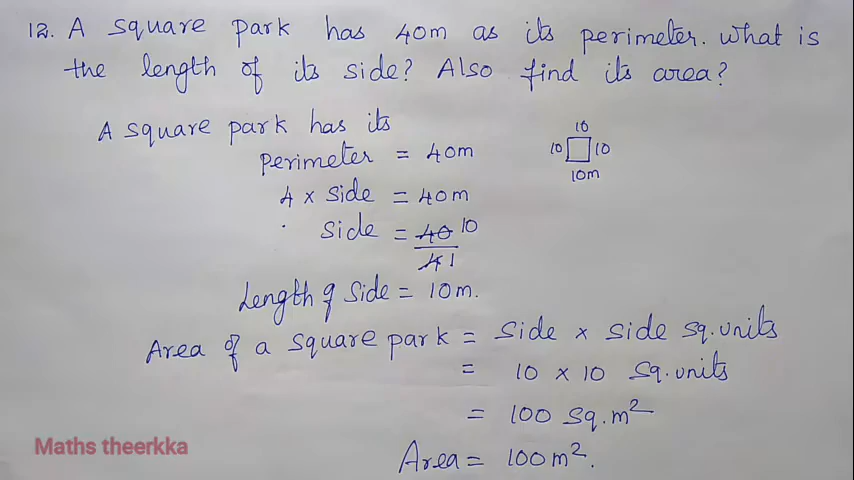 12. A square park has 40m as its perimeter. What is
the length of its side? Also find its area?
A square park has its
perimeter = 40m
4 x side = 40m
side = 40 10
4 1
Length of side = 10m.
10
10 10
10m
Area of a square park = side x side sq.units
= 10 x 10 sq.units
= 100 sq.m²
Area = 100m².
Maths theerkka